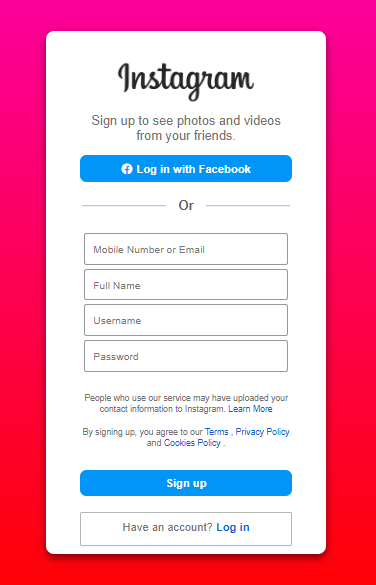 Instagram
Sign up to see photos and videos
from your friends.
Log in with Facebook
Or
Mobile Number or Email
Full Name
Username
Password
People who use our service may have uploaded your
contact information to Instagram. Learn More
By signing up, you agree to our Terms , Privacy Policy
and Cookies Policy .
Sign up
Have an account? Log in